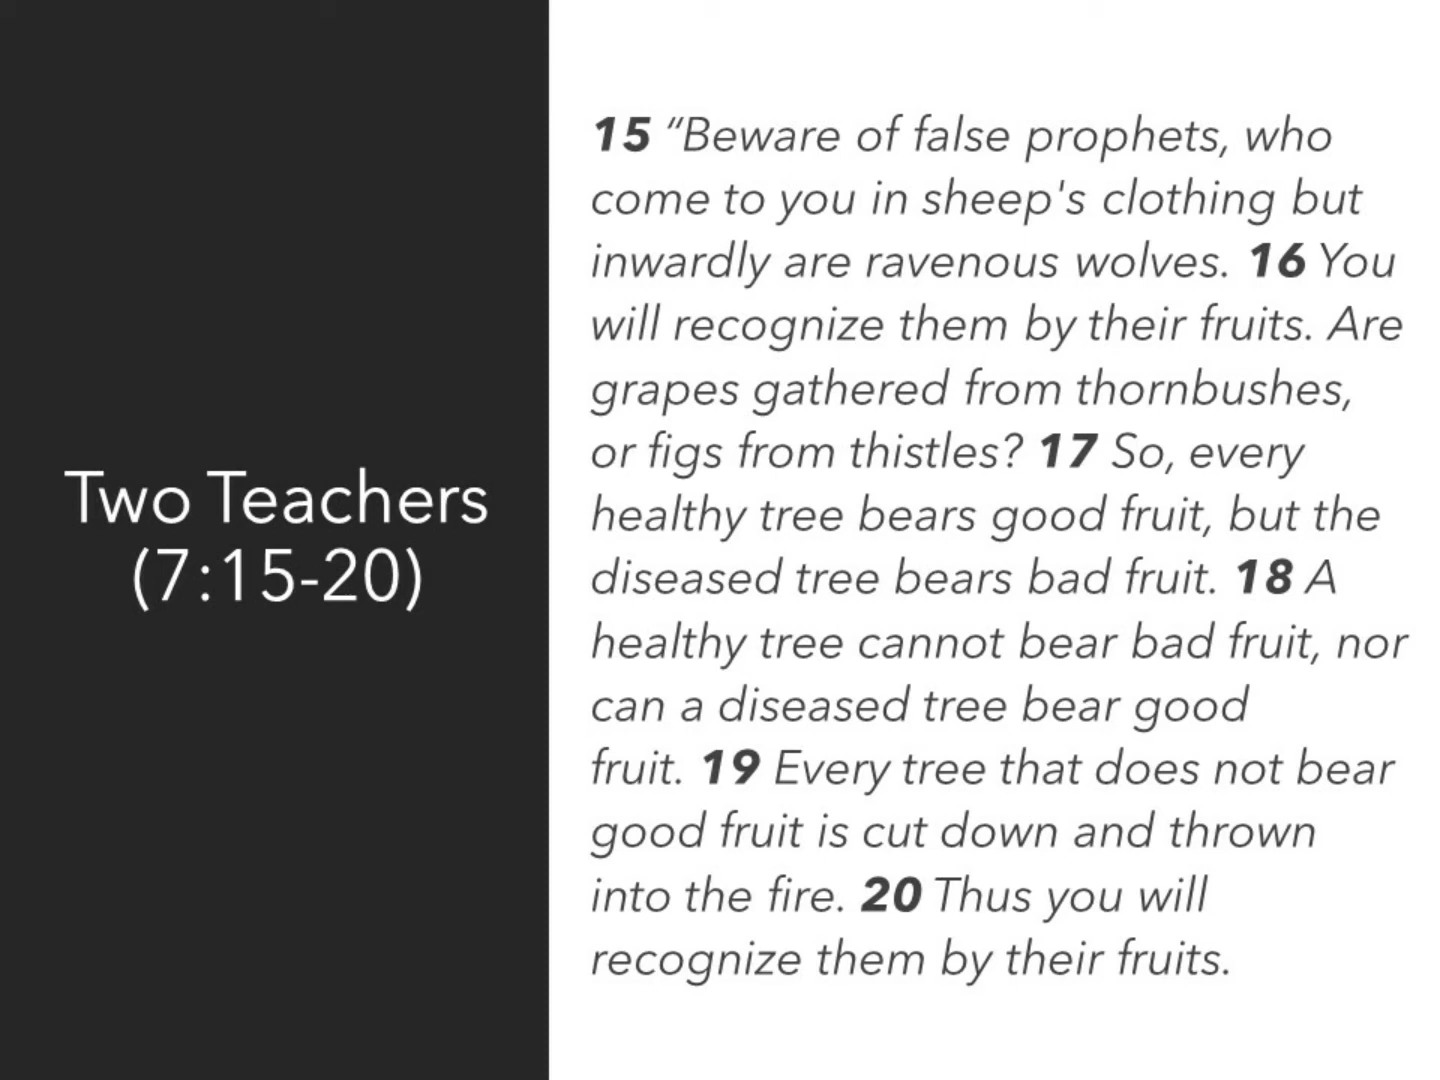 Two Teachers
(7:15-20)
15 “Beware of false prophets, who
come to you in sheep's clothing but
inwardly are ravenous wolves. 16 You
will recognize them by their fruits. Are
grapes gathered from thornbushes,
or figs from thistles? 17 So, every
healthy tree bears good fruit, but the
diseased tree bears bad fruit. 18 A
healthy tree cannot bear bad fruit, nor
can a diseased tree bear good
fruit. 19 Every tree that does not bear
good fruit is cut down and thrown
into the fire. 20 Thus you will
recognize them by their fruits.